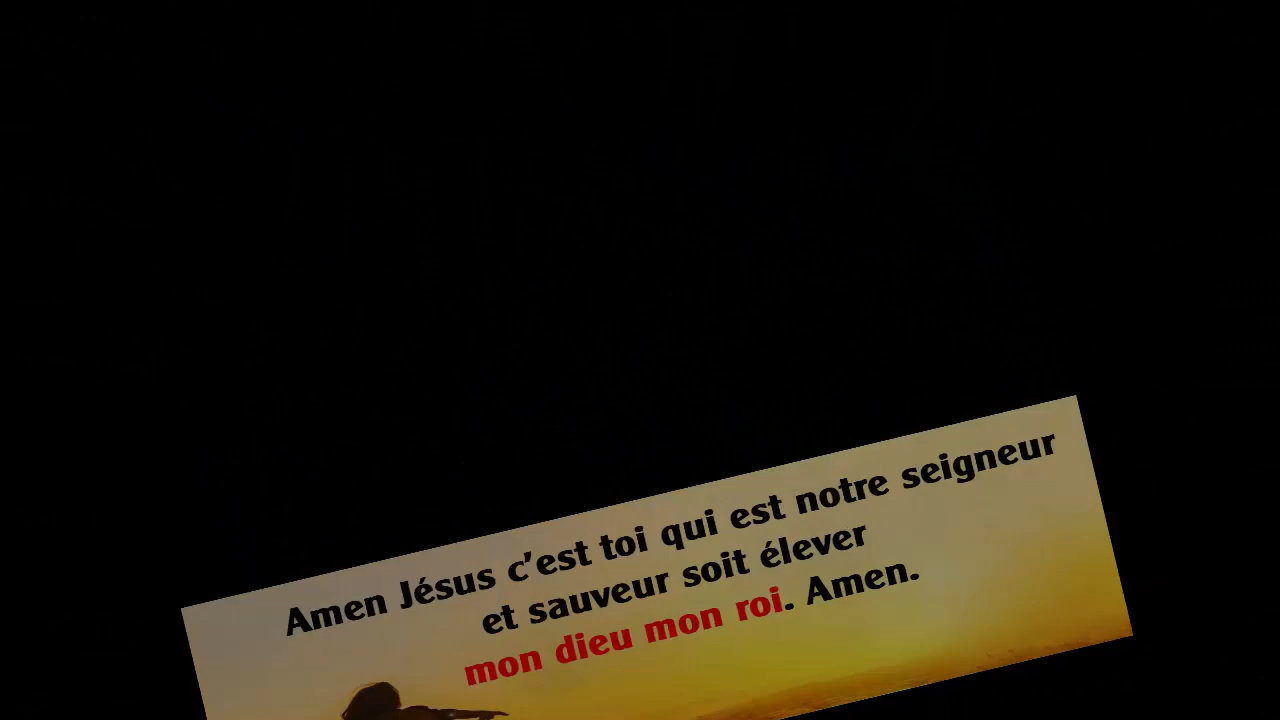 Amen Jésus c'est toi qui est notre seigneur
et sauveur soit élever
mon dieu mon roi. Amen.